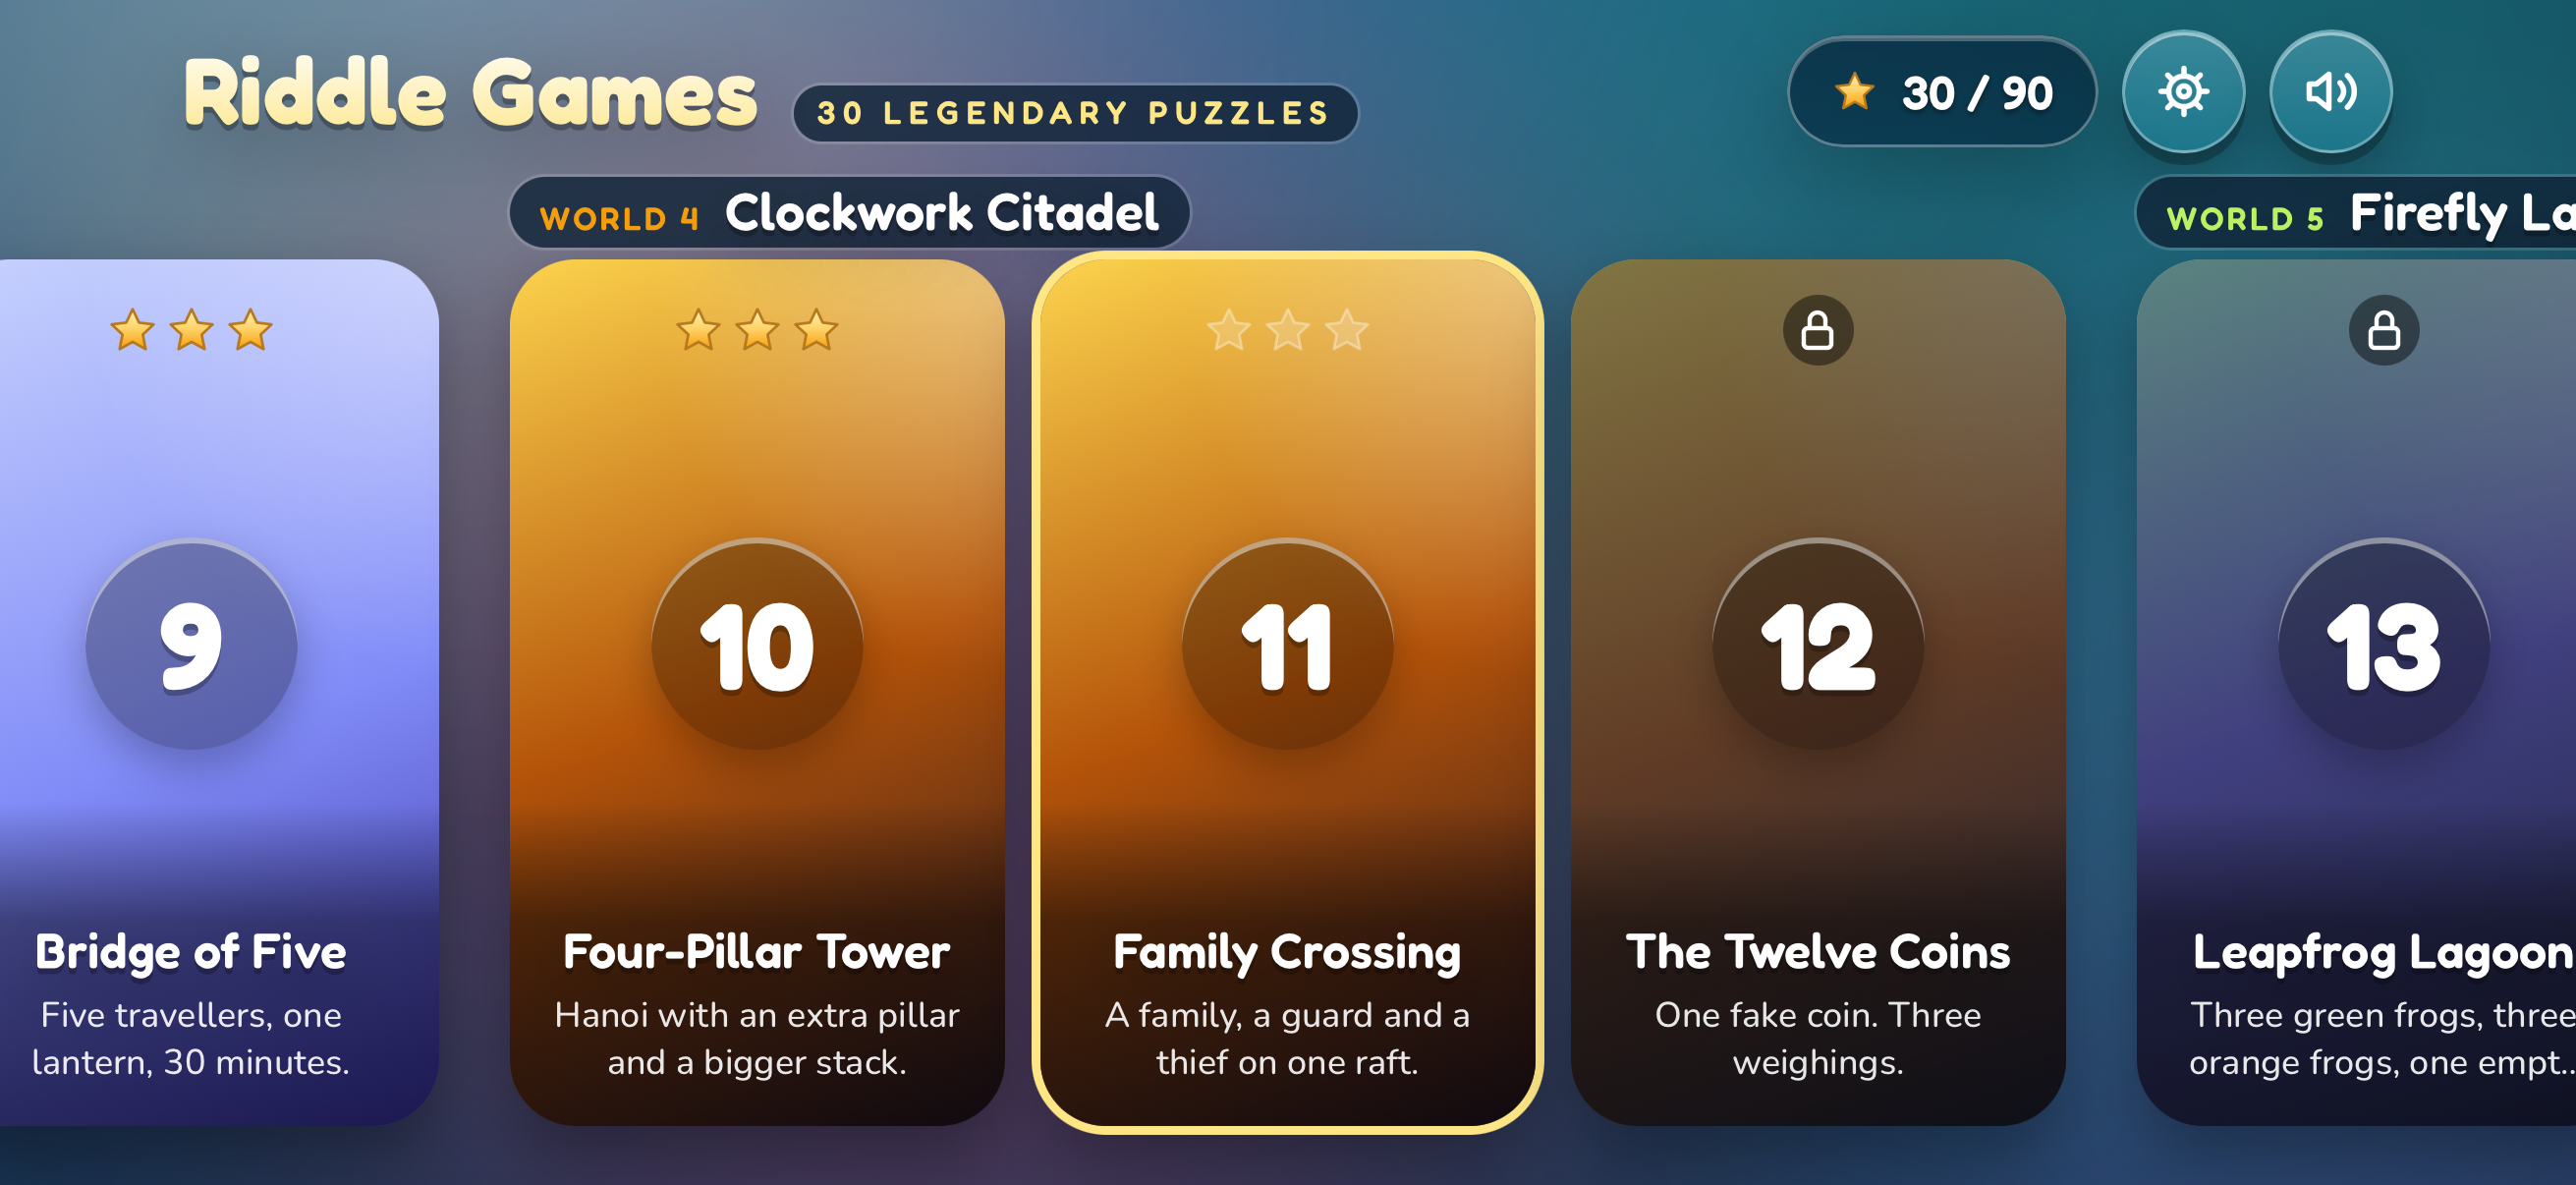 Riddle Games
30 LEGENDARY PUZZLES
30 / 90
WORLD 4 Clockwork Citadel
WORLD 5 Firefly La
9
Bridge of Five
Five travellers, one
lantern, 30 minutes.
10
Four-Pillar Tower
Hanoi with an extra pillar
and a bigger stack.
11
Family Crossing
A family, a guard and a
thief on one raft.
12
The Twelve Coins
One fake coin. Three
weighings.
13
Leapfrog Lagoon
Three green frogs, three
orange frogs, one empt...